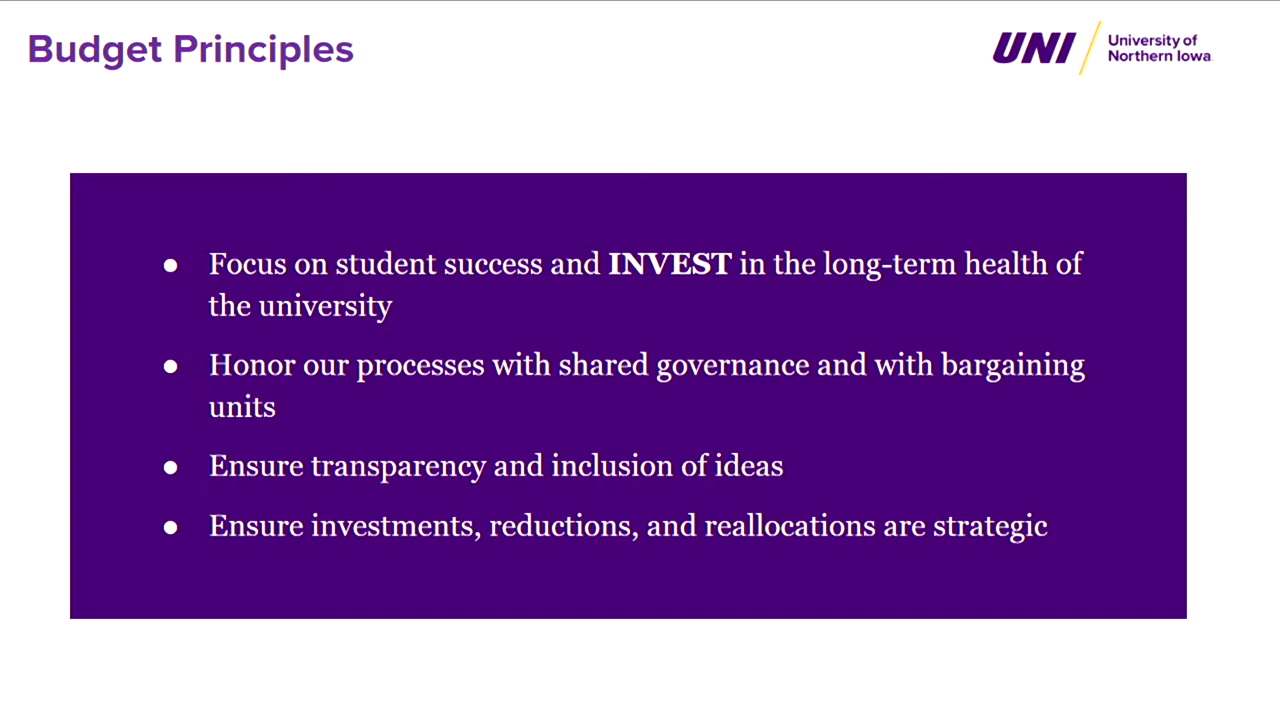 Budget Principles
UNI
University of
Northern Iowa
● Focus on student success and INVEST in the long-term health of
the university
● Honor our processes with shared governance and with bargaining
units
● Ensure transparency and inclusion of ideas
● Ensure investments, reductions, and reallocations are strategic